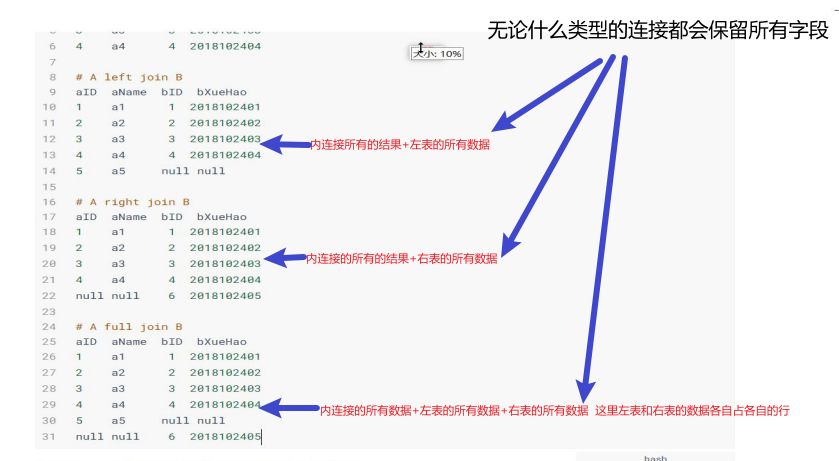 无论什么类型的连接都会保留所有字段
6 4 a4 4 2018102404
大小: 10%
7
8 # A left join B
9 aID aName bID bXueHao
10 1 a1 1 2018102401
11 2 a2 2 2018102402
12 3 a3 3 2018102403
内连接所有的结果+左表的所有数据
13 4 a4 4 2018102404
14 5 a5 null null
15
16 # A right join B
17 aID aName bID bXueHao
18 1 a1 1 2018102401
19 2 a2 2 2018102402
20 3 a3 3 2018102403
内连接的所有的结果+右表的所有数据
21 4 a4 4 2018102404
22 null null 6 2018102405
23
24 # A full join B
25 aID aName bID bXueHao
26 1 a1 1 2018102401
27 2 a2 2 2018102402
28 3 a3 3 2018102403
29 4 a4 4 2018102404
内连接的所有数据+左表的所有数据+右表的所有数据 这里左表和右表的数据各自占各自的行
30 5 a5 null null
31 null null 6 2018102405